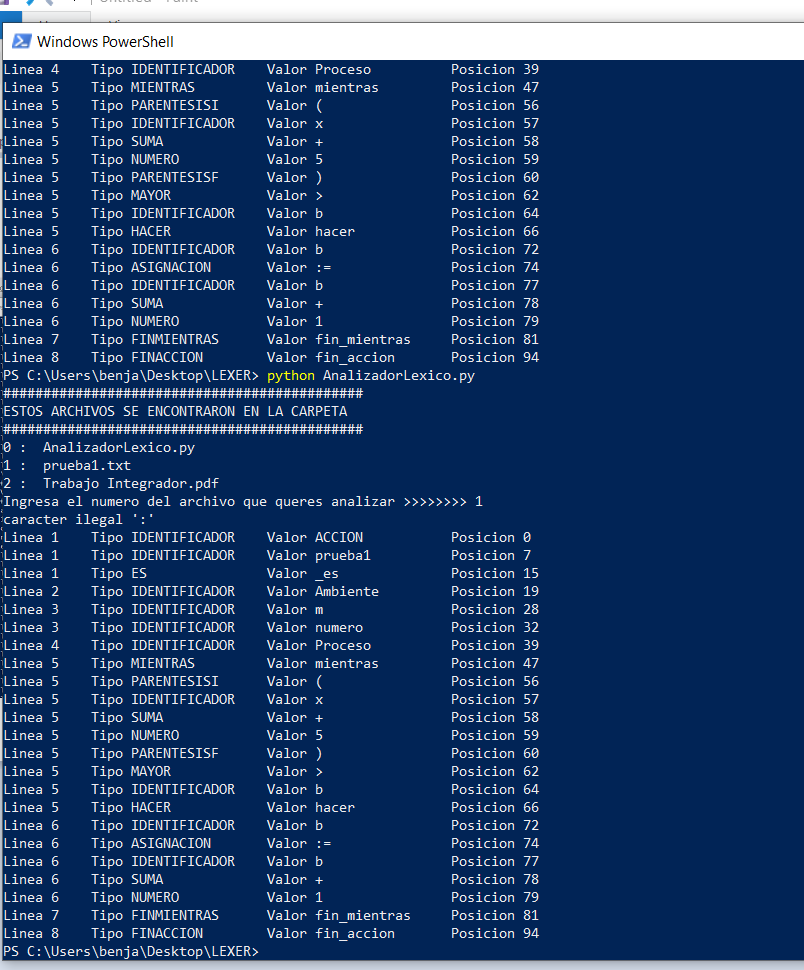 Untitled - Paint
Windows PowerShell
Linea 4 Tipo IDENTIFICADOR Valor Proceso Posicion 39
Linea 5 Tipo MIENTRAS Valor mientras Posicion 47
Linea 5 Tipo PARENTESISI Valor ( Posicion 56
Linea 5 Tipo IDENTIFICADOR Valor x Posicion 57
Linea 5 Tipo SUMA Valor + Posicion 58
Linea 5 Tipo NUMERO Valor 5 Posicion 59
Linea 5 Tipo PARENTESISF Valor ) Posicion 60
Linea 5 Tipo MAYOR Valor > Posicion 62
Linea 5 Tipo IDENTIFICADOR Valor b Posicion 64
Linea 5 Tipo HACER Valor hacer Posicion 66
Linea 6 Tipo IDENTIFICADOR Valor b Posicion 72
Linea 6 Tipo ASIGNACION Valor := Posicion 74
Linea 6 Tipo IDENTIFICADOR Valor b Posicion 77
Linea 6 Tipo SUMA Valor + Posicion 78
Linea 6 Tipo NUMERO Valor 1 Posicion 79
Linea 7 Tipo FINMIENTRAS Valor fin_mientras Posicion 81
Linea 8 Tipo FINACCION Valor fin_accion Posicion 94
PS C:\Users\benja\Desktop\LEXER> python AnalizadorLexico.py
#############################################
ESTOS ARCHIVOS SE ENCONTRARON EN LA CARPETA
#############################################
0 : AnalizadorLexico.py
1 : prueba1.txt
2 : Trabajo Integrador.pdf
Ingresa el numero del archivo que queres analizar >>>>>>>> 1
caracter ilegal ':'
Linea 1 Tipo IDENTIFICADOR Valor ACCION Posicion 0
Linea 1 Tipo IDENTIFICADOR Valor prueba1 Posicion 7
Linea 1 Tipo ES Valor _es Posicion 15
Linea 2 Tipo IDENTIFICADOR Valor Ambiente Posicion 19
Linea 3 Tipo IDENTIFICADOR Valor m Posicion 28
Linea 3 Tipo IDENTIFICADOR Valor numero Posicion 32
Linea 4 Tipo IDENTIFICADOR Valor Proceso Posicion 39
Linea 5 Tipo MIENTRAS Valor mientras Posicion 47
Linea 5 Tipo PARENTESISI Valor ( Posicion 56
Linea 5 Tipo IDENTIFICADOR Valor x Posicion 57
Linea 5 Tipo SUMA Valor + Posicion 58
Linea 5 Tipo NUMERO Valor 5 Posicion 59
Linea 5 Tipo PARENTESISF Valor ) Posicion 60
Linea 5 Tipo MAYOR Valor > Posicion 62
Linea 5 Tipo IDENTIFICADOR Valor b Posicion 64
Linea 5 Tipo HACER Valor hacer Posicion 66
Linea 6 Tipo IDENTIFICADOR Valor b Posicion 72
Linea 6 Tipo ASIGNACION Valor := Posicion 74
Linea 6 Tipo IDENTIFICADOR Valor b Posicion 77
Linea 6 Tipo SUMA Valor + Posicion 78
Linea 6 Tipo NUMERO Valor 1 Posicion 79
Linea 7 Tipo FINMIENTRAS Valor fin_mientras Posicion 81
Linea 8 Tipo FINACCION Valor fin_accion Posicion 94
PS C:\Users\benja\Desktop\LEXER>